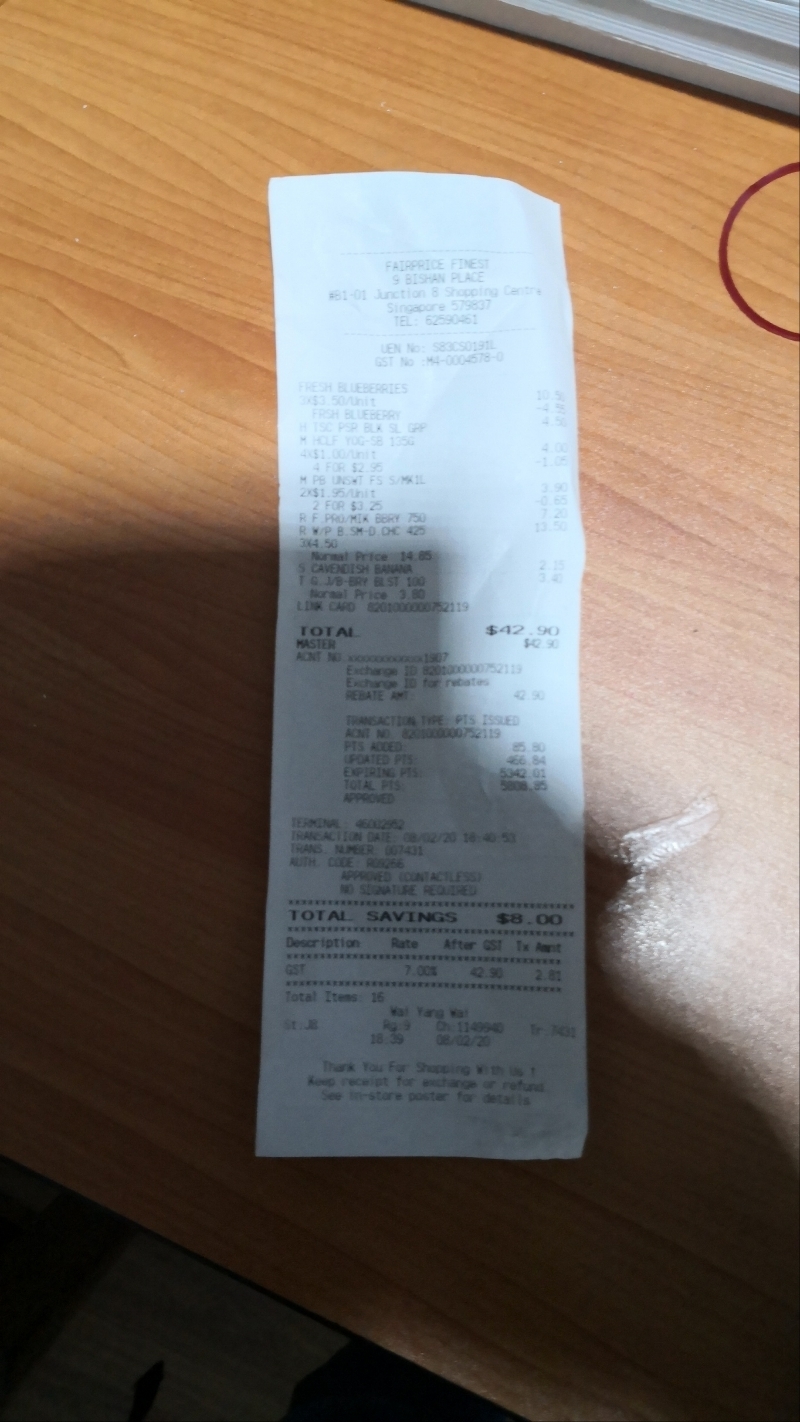 FAIRPRICE FINEST
9 BISHAN PLACE
#B1-01 Junction 8 Shopping Centre
Singapore 579837
TEL: 62590461
UEN No: S83CS0191L
GST No :M4-0004578-0
FRESH BLUEBERRIES
3X$3.50/Unit 10.50
FRSH BLUEBERRY -4.55
H TSC PSR BLK SL GRP 4.50
M HCLF YOG-SB 135G
4X$1.00/Unit 4.00
4 FOR $2.95 -1.05
M PB UNSWT FS S/MKIL
2X$1.95/Unit 3.90
2 FOR $3.25 -0.65
R F.PRO/MIK BBRY 750 7.20
R W/P B.SM-D.CHC 425 13.50
3X4.50
Normal Price 14.85
S CAVENDISH BANANA 2.15
T G.J/B-BRY BLST 100 3.40
Normal Price 3.80
LINK CARD 8201000000752119
TOTAL $42.90
MASTER $42.90
ACNT NO xxxxxxxxxxxx1907
Exchange ID 8201000000752119
Exchange ID for rebates
REBATE AMT: 42.90
TRANSACTION TYPE: PTS ISSUED
ACNT NO. 8201000000752119
PTS ADDED: 85.80
UPDATED PTS: 466.84
EXPIRING PTS: 5342.01
TOTAL PTS: 5808.85
APPROVED
TERMINAL: 46002952
TRANSACTION DATE: 08/02/20 18:40:53
TRANS. NUMBER: 007431
AUTH. CODE: R00266
APPROVED (CONTACTLESS)
NO SIGNATURE REQUIRED
TOTAL SAVINGS $8.00
Description Rate After GST Tx Amnt
GST 7.00% 42.90 2.81
Total Items: 16
Wai Yang Wai
St:J8 Rg:9 Ch:1149940 Tr:7431
18:39 08/02/20
Thank You For Shopping With Us !
Keep receipt for exchange or refund.
See in-store poster for details